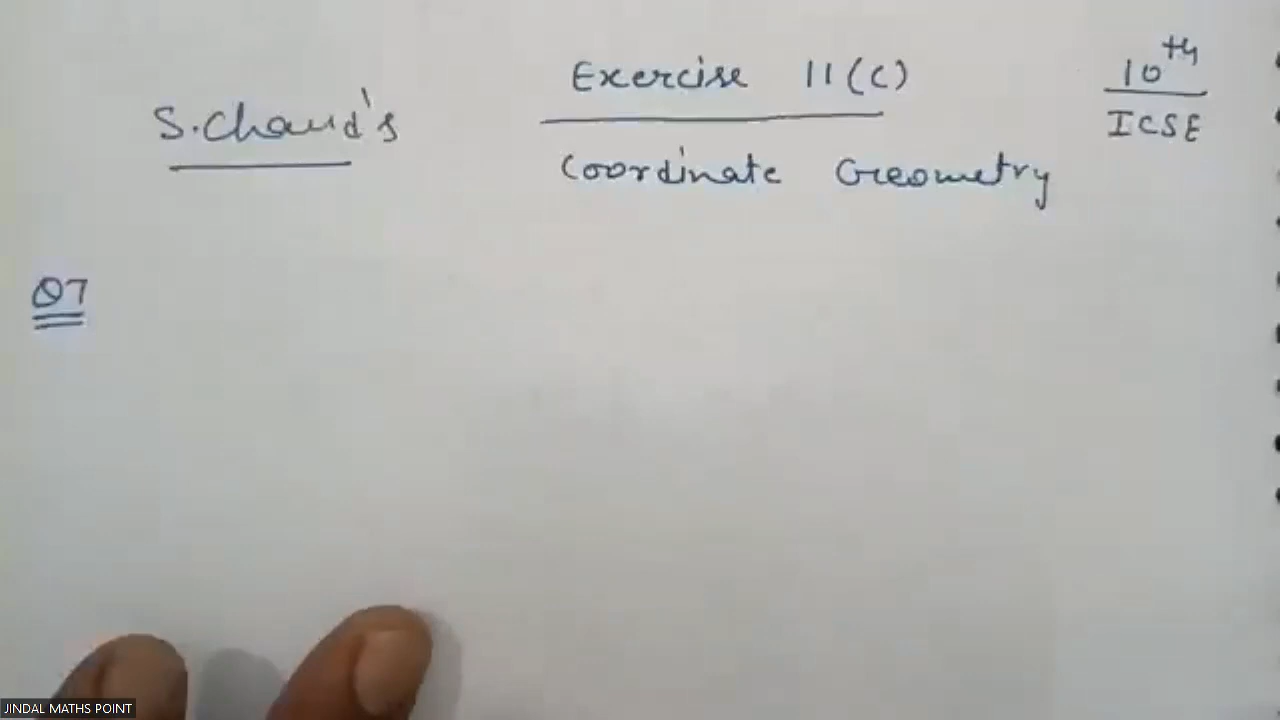 Exercise 11(C)
10th
S.Chand's
ICSE
Coordinate Geometry
Q7
JINDAL MATHS POINT